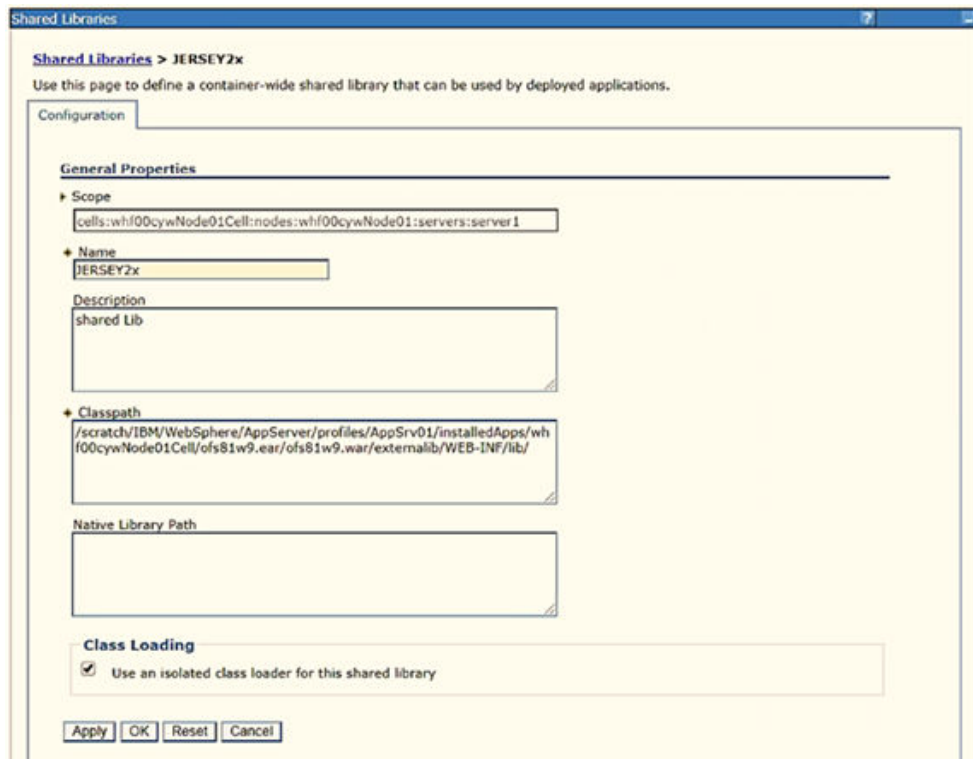 Shared Libraries ?
Shared Libraries > JERSEY2x
Use this page to define a container-wide shared library that can be used by deployed applications.
Configuration
General Properties
Scope
cells:whf00cywNode01Cell:nodes:whf00cywNode01:servers:server1
Name
JERSEY2x
Description
shared Lib
Classpath
/scratch/IBM/WebSphere/AppServer/profiles/AppSrv01/installedApps/wh
f00cywNode01Cell/ofs81w9.ear/ofs81w9.war/externalib/WEB-INF/lib/
Native Library Path
Class Loading
Use an isolated class loader for this shared library
Apply OK Reset Cancel